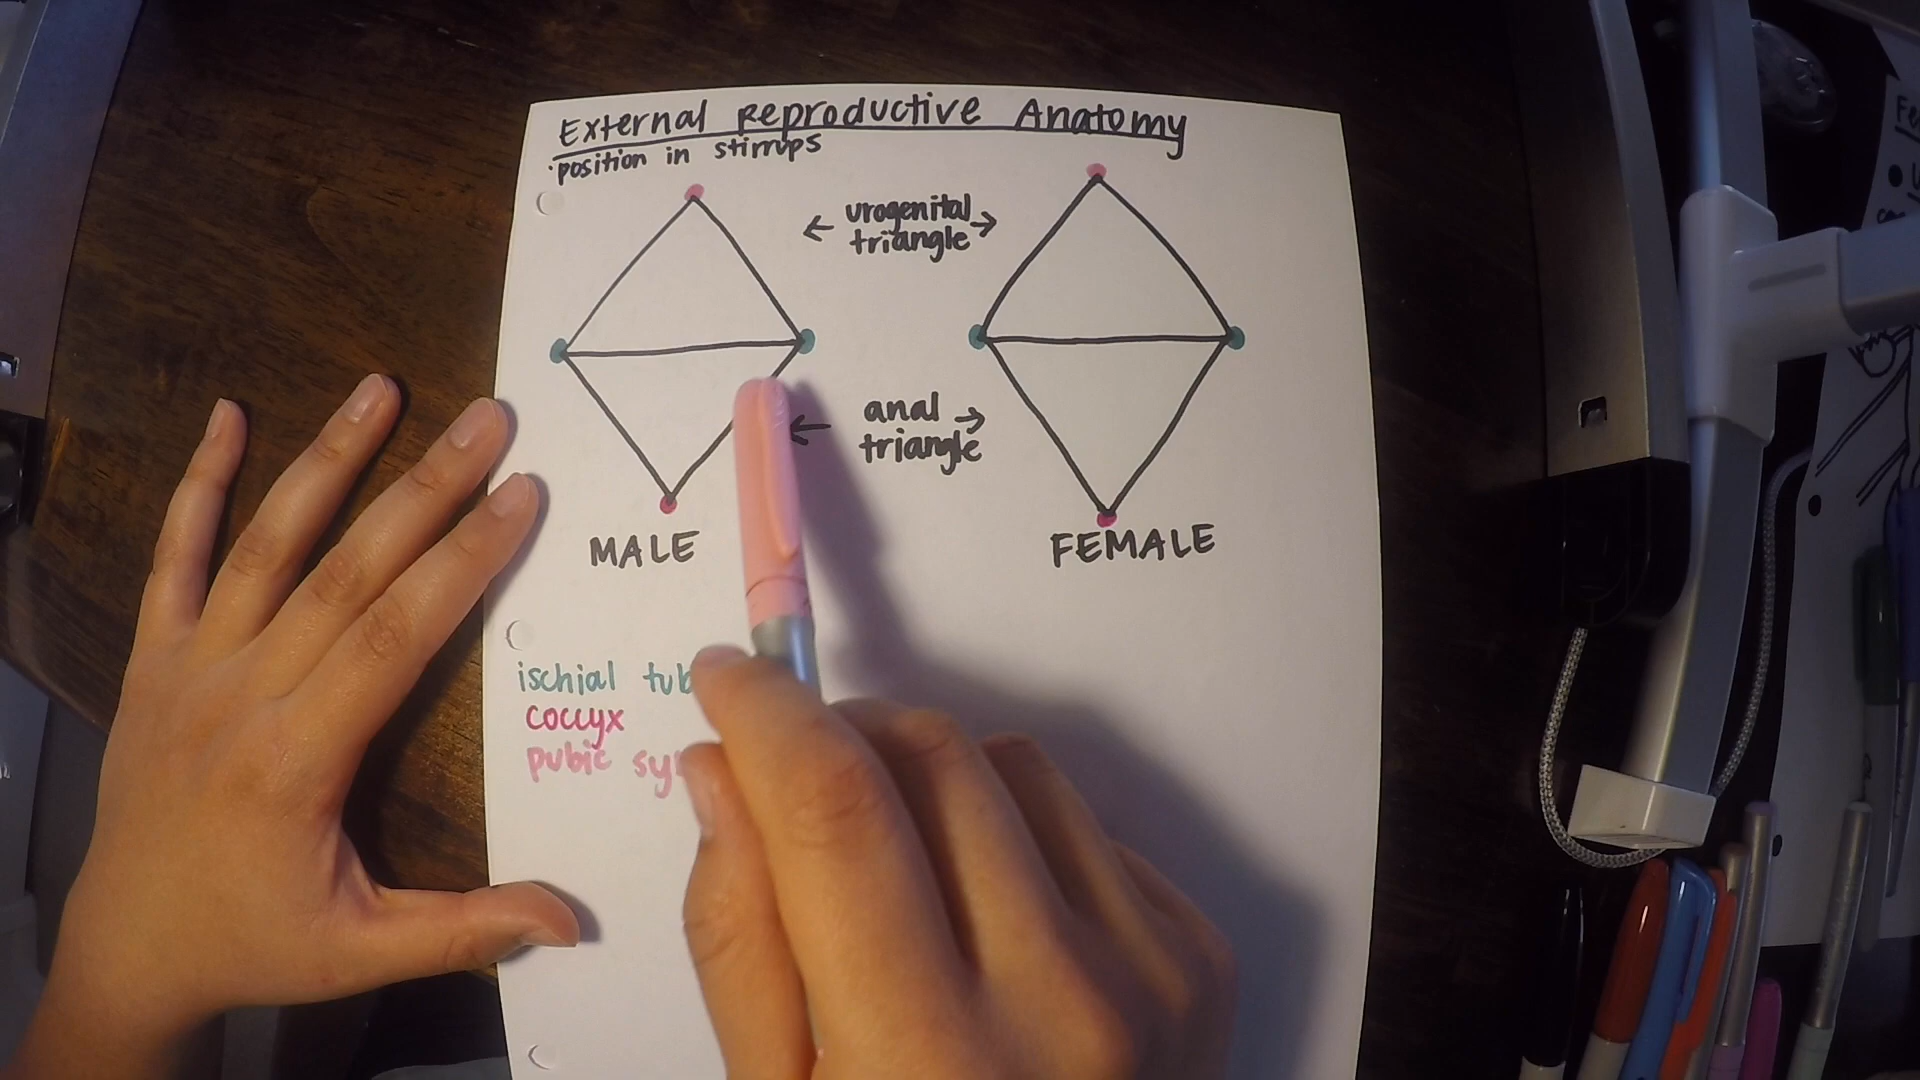 External Reproductive Anatomy
·position in stirrups
← urogenital →
triangle
← anal →
triangle
MALE
FEMALE
ischial
coccyx
pubic